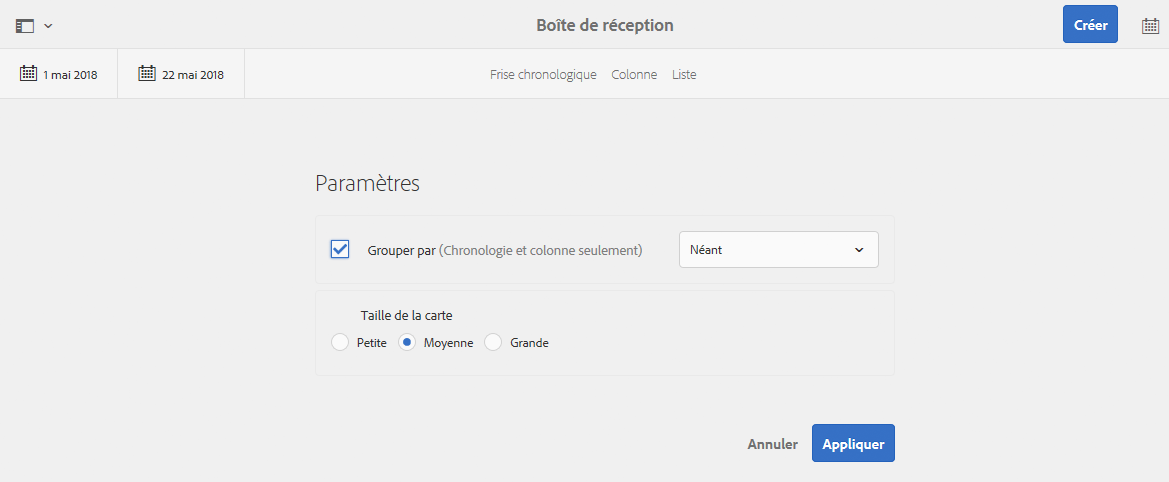 Boîte de réception
Créer
1 mai 2018
22 mai 2018
Frise chronologique Colonne Liste
Paramètres
Grouper par (Chronologie et colonne seulement)
Néant
Taille de la carte
Petite Moyenne Grande
Annuler Appliquer